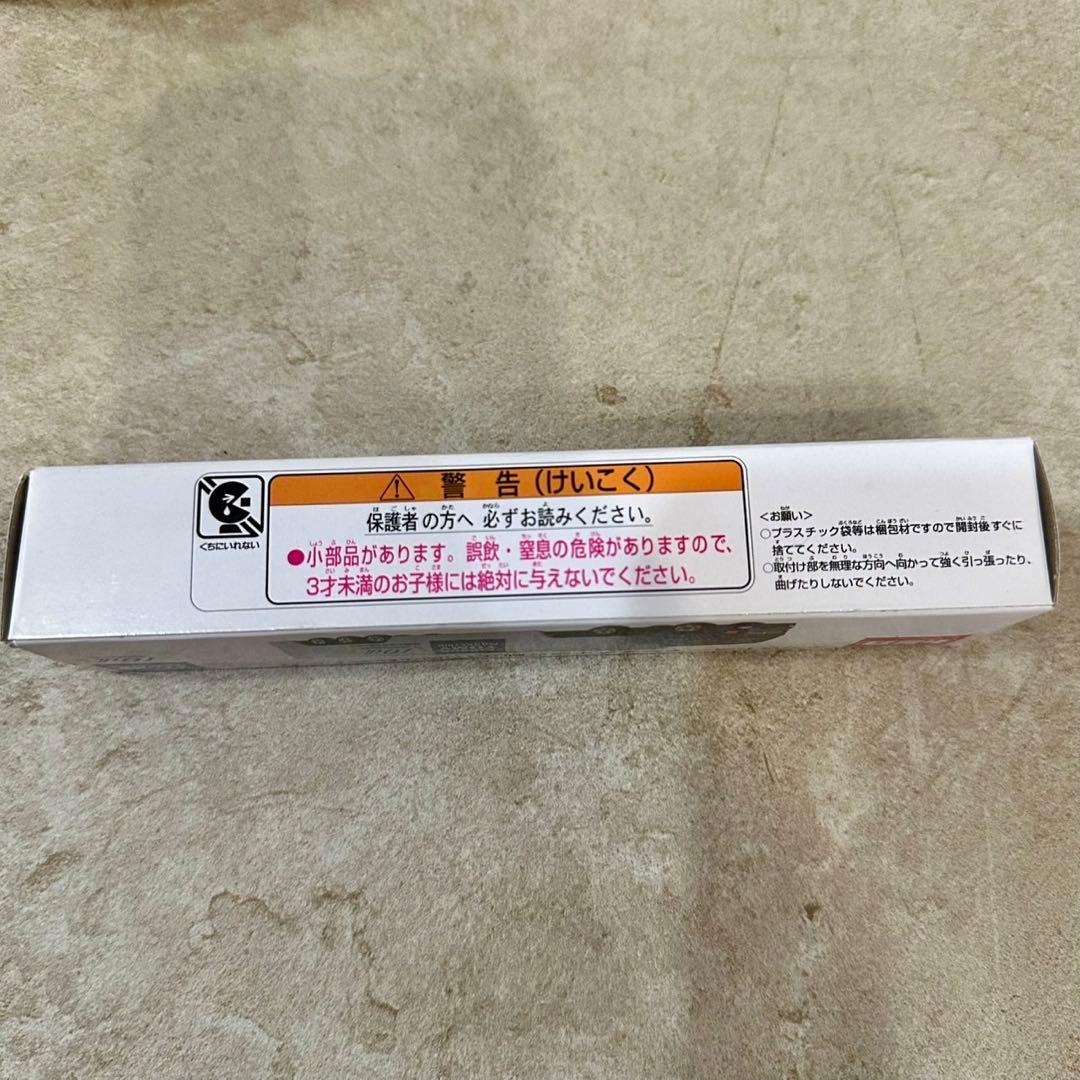 くちにいれない
警告(けいこく)
保護者の方へ 必ずお読みください。
●小部品があります。誤飲・窒息の危険がありますので、
3才未満のお子様には絶対に与えないでください。
<お願い>
○プラスチック袋等は梱包材ですので開封後すぐに
捨ててください。
○取付け部を無理な方向へ向かって強く引っ張ったり、
曲げたりしないでください。